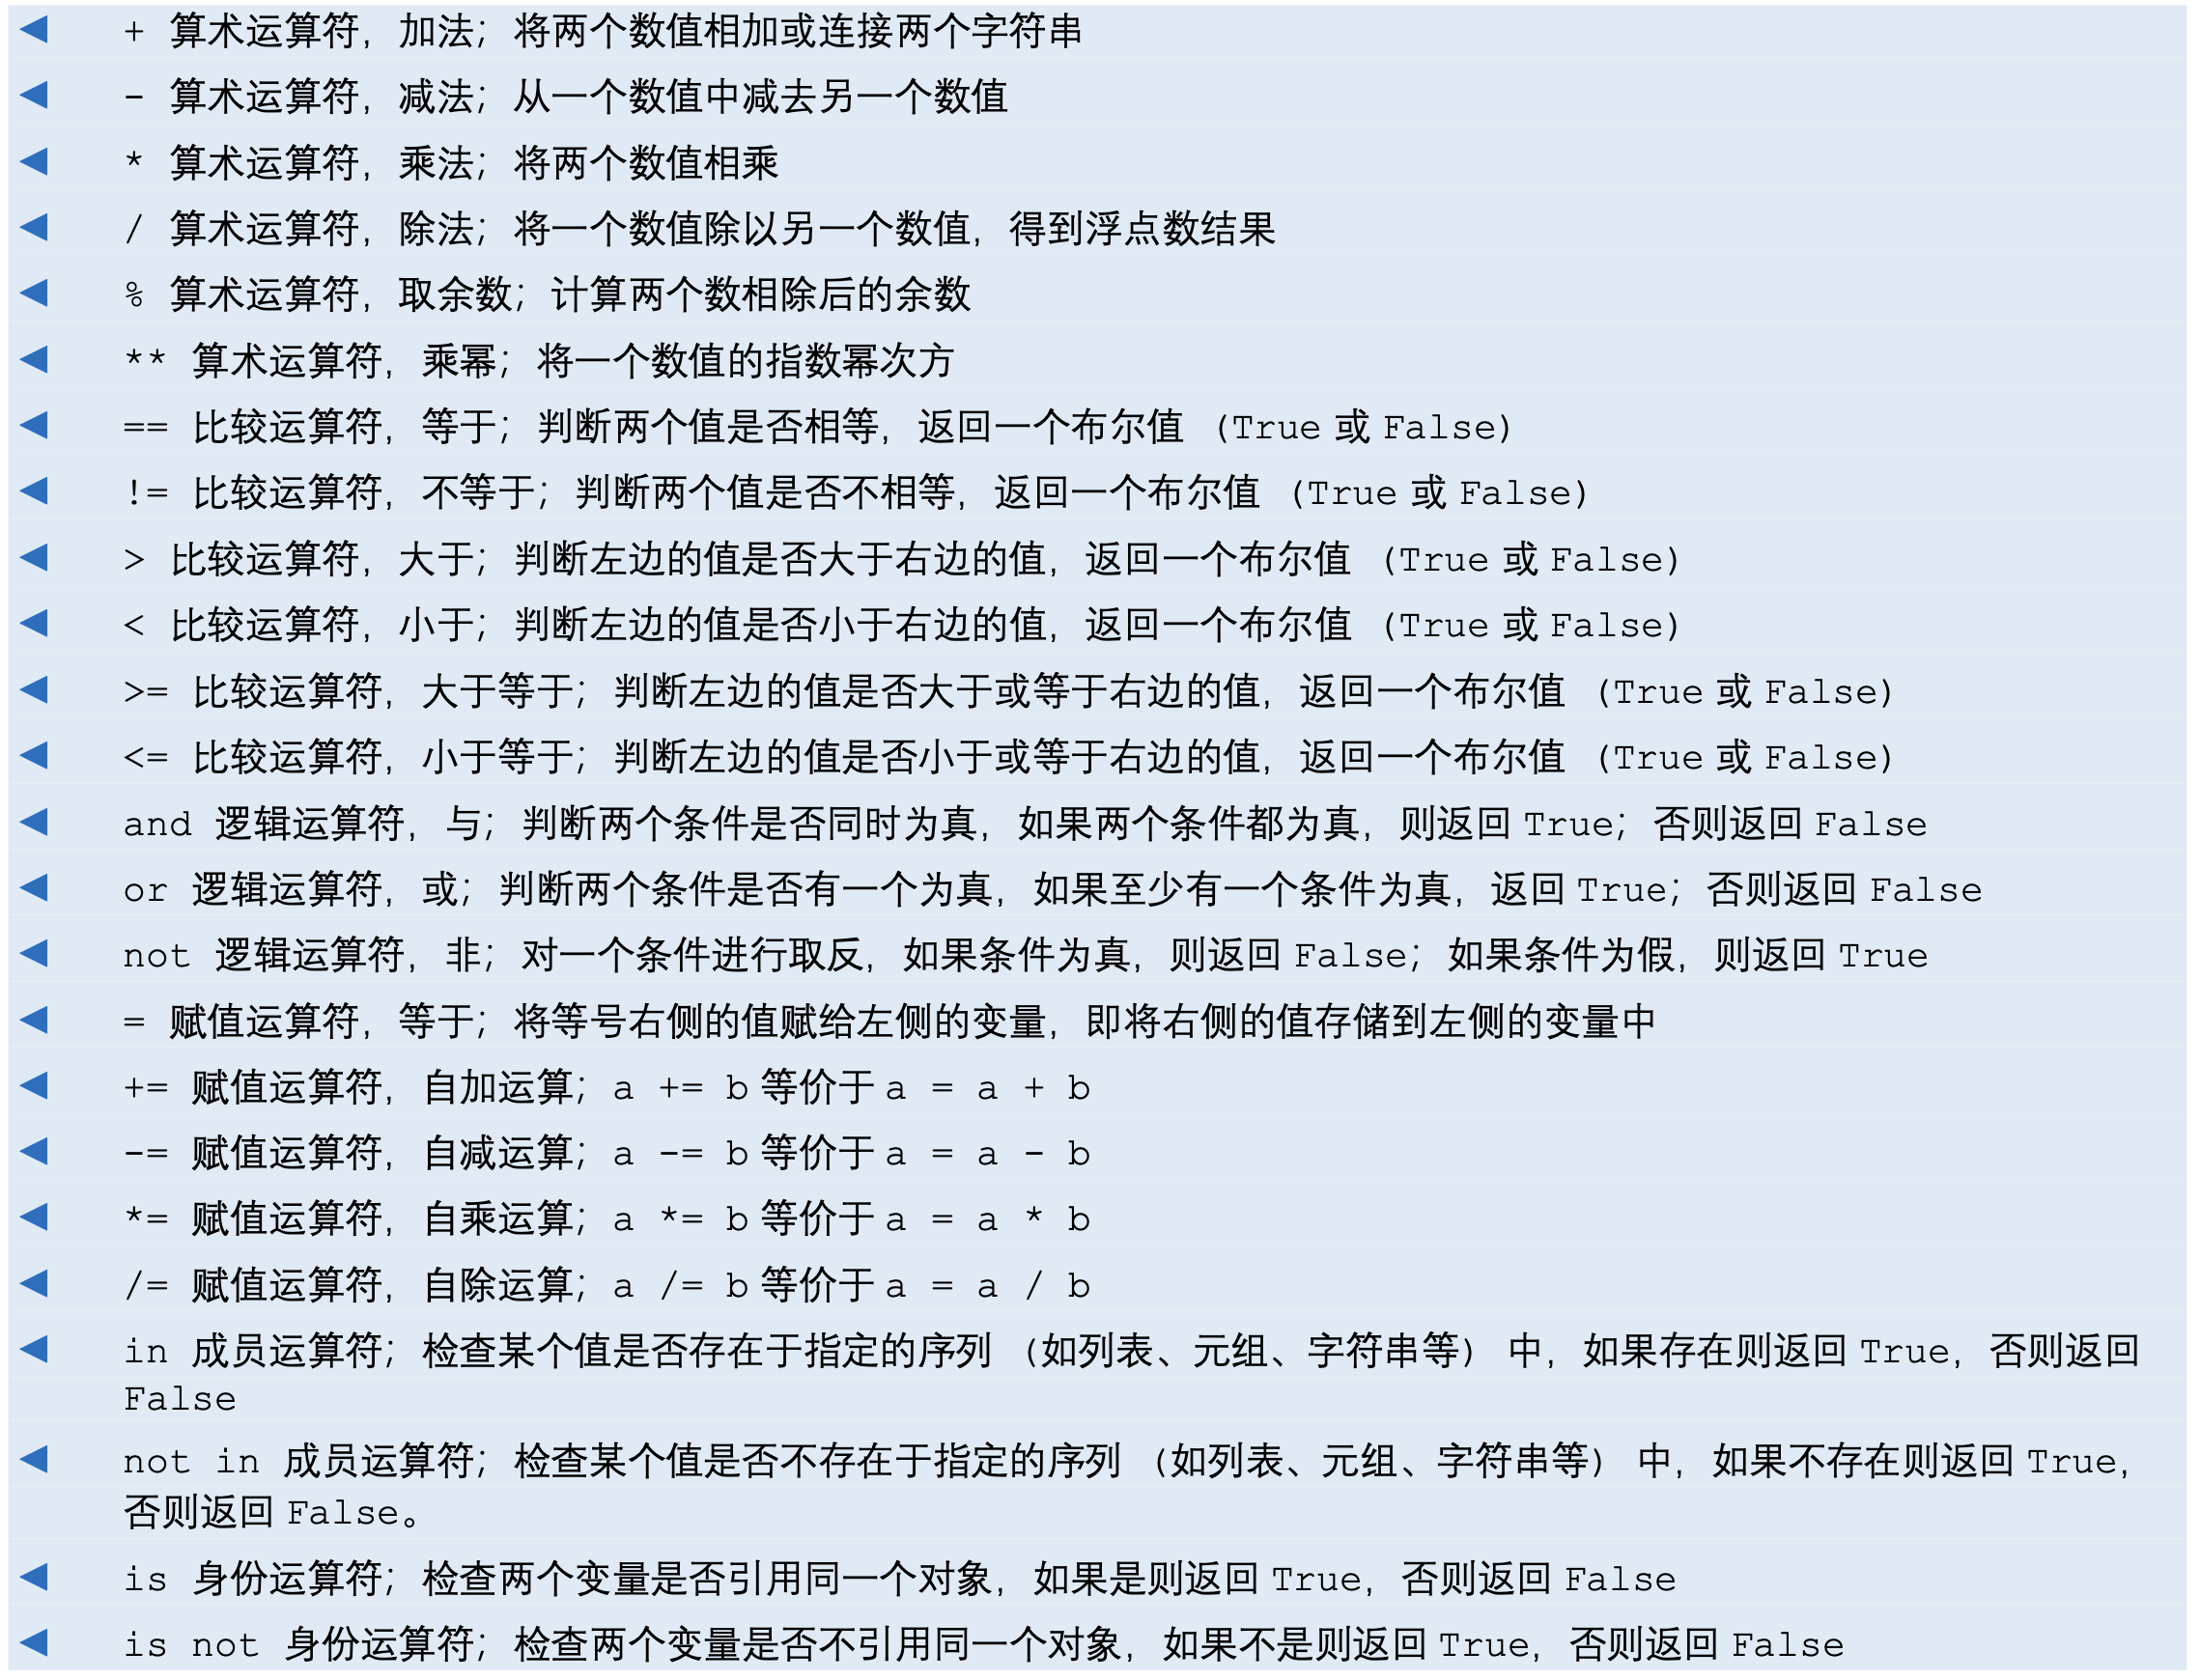 + 算术运算符，加法；将两个数值相加或连接两个字符串
- 算术运算符，减法；从一个数值中减去另一个数值
* 算术运算符，乘法；将两个数值相乘
/ 算术运算符，除法；将一个数值除以另一个数值，得到浮点数结果
% 算术运算符，取余数；计算两个数相除后的余数
** 算术运算符，乘幂；将一个数值的指数幂次方
== 比较运算符，等于；判断两个值是否相等，返回一个布尔值 (True 或 False)
!= 比较运算符，不等于；判断两个值是否不相等，返回一个布尔值 (True 或 False)
> 比较运算符，大于；判断左边的值是否大于右边的值，返回一个布尔值 (True 或 False)
< 比较运算符，小于；判断左边的值是否小于右边的值，返回一个布尔值 (True 或 False)
>= 比较运算符，大于等于；判断左边的值是否大于或等于右边的值，返回一个布尔值 (True 或 False)
<= 比较运算符，小于等于；判断左边的值是否小于或等于右边的值，返回一个布尔值 (True 或 False)
and 逻辑运算符，与；判断两个条件是否同时为真，如果两个条件都为真，则返回 True；否则返回 False
or 逻辑运算符，或；判断两个条件是否有一个为真，如果至少有一个条件为真，返回 True；否则返回 False
not 逻辑运算符，非；对一个条件进行取反，如果条件为真，则返回 False；如果条件为假，则返回 True
= 赋值运算符，等于；将等号右侧的值赋给左侧的变量，即将右侧的值存储到左侧的变量中
+= 赋值运算符，自加运算；a += b 等价于 a = a + b
-= 赋值运算符，自减运算；a -= b 等价于 a = a - b
*= 赋值运算符，自乘运算；a *= b 等价于 a = a * b
/= 赋值运算符，自除运算；a /= b 等价于 a = a / b
in 成员运算符；检查某个值是否存在于指定的序列 (如列表、元组、字符串等) 中，如果存在则返回 True，否则返回
False
not in 成员运算符；检查某个值是否不存在于指定的序列 (如列表、元组、字符串等) 中，如果不存在则返回 True，
否则返回 False。
is 身份运算符；检查两个变量是否引用同一个对象，如果是则返回 True，否则返回 False
is not 身份运算符；检查两个变量是否不引用同一个对象，如果不是则返回 True，否则返回 False